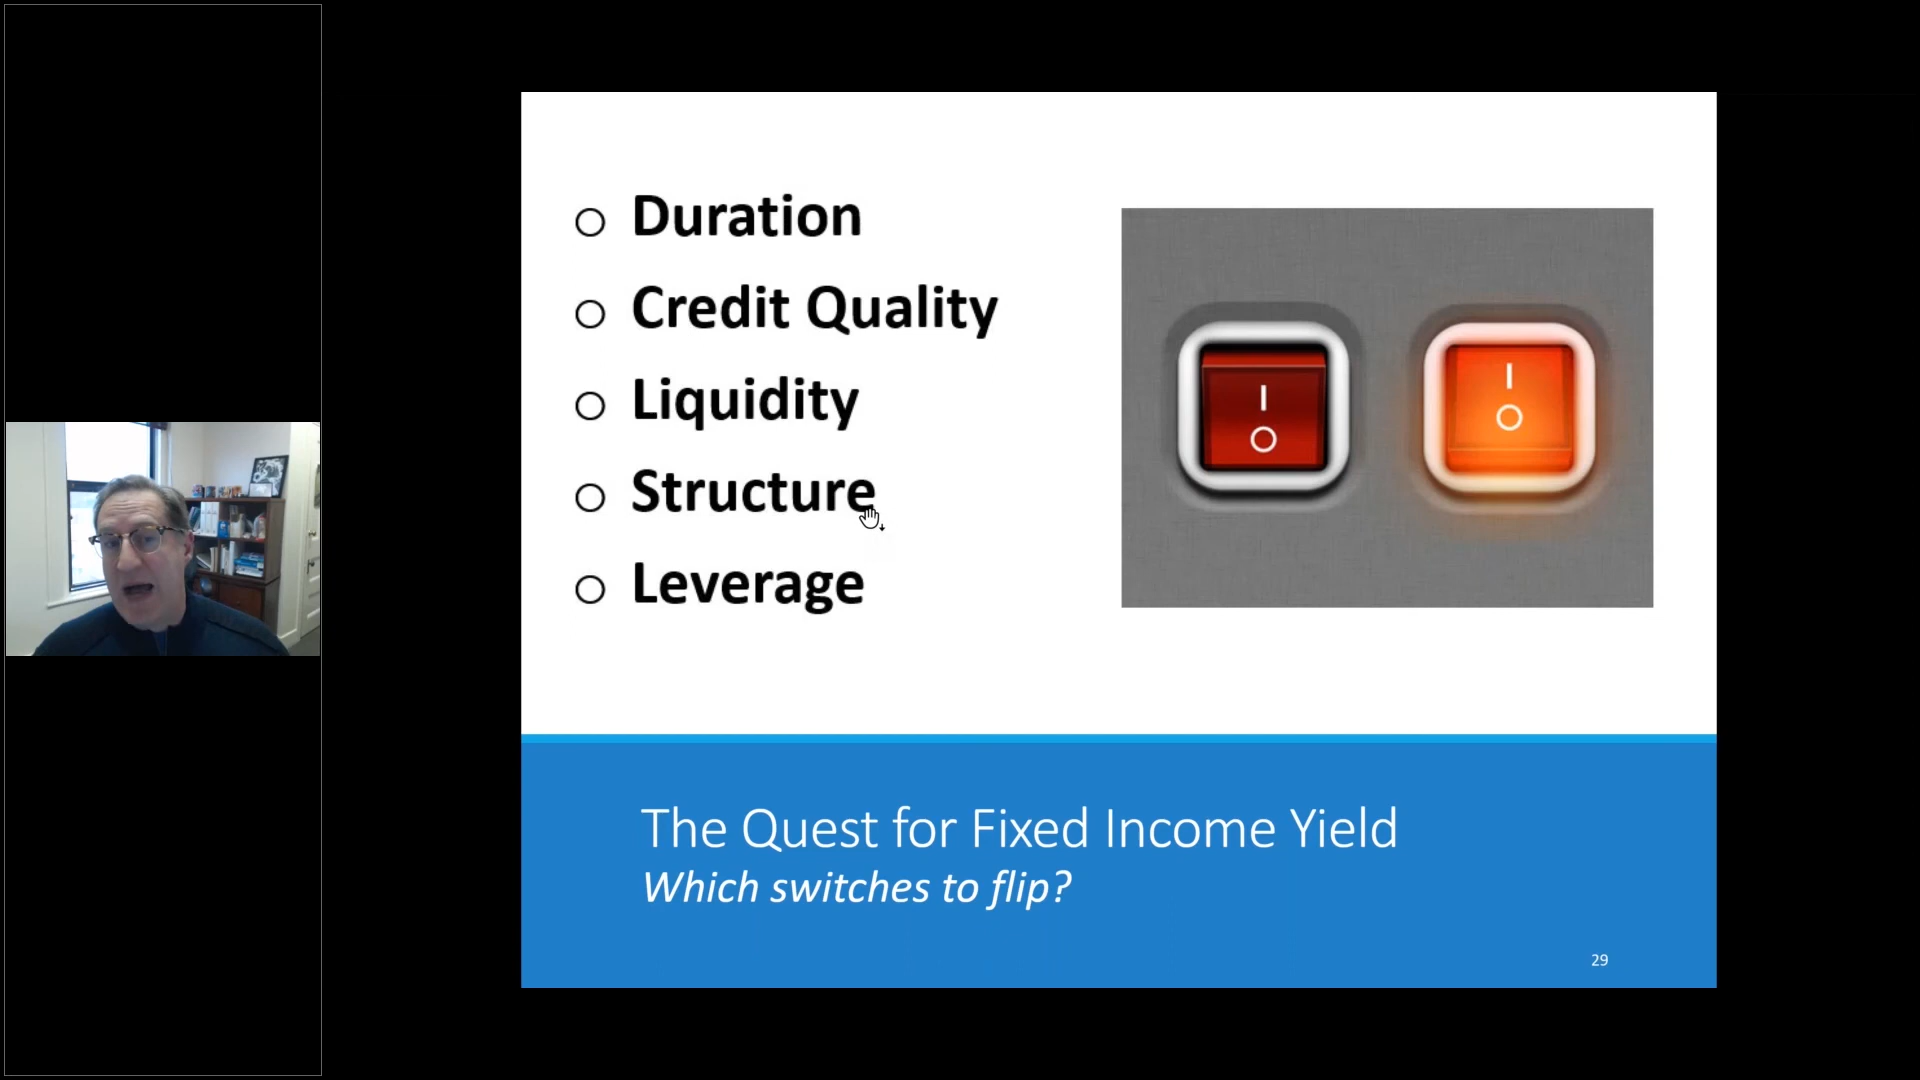 Duration
Credit Quality
Liquidity
Structure
Leverage
The Quest for Fixed Income Yield
Which switches to flip?
29